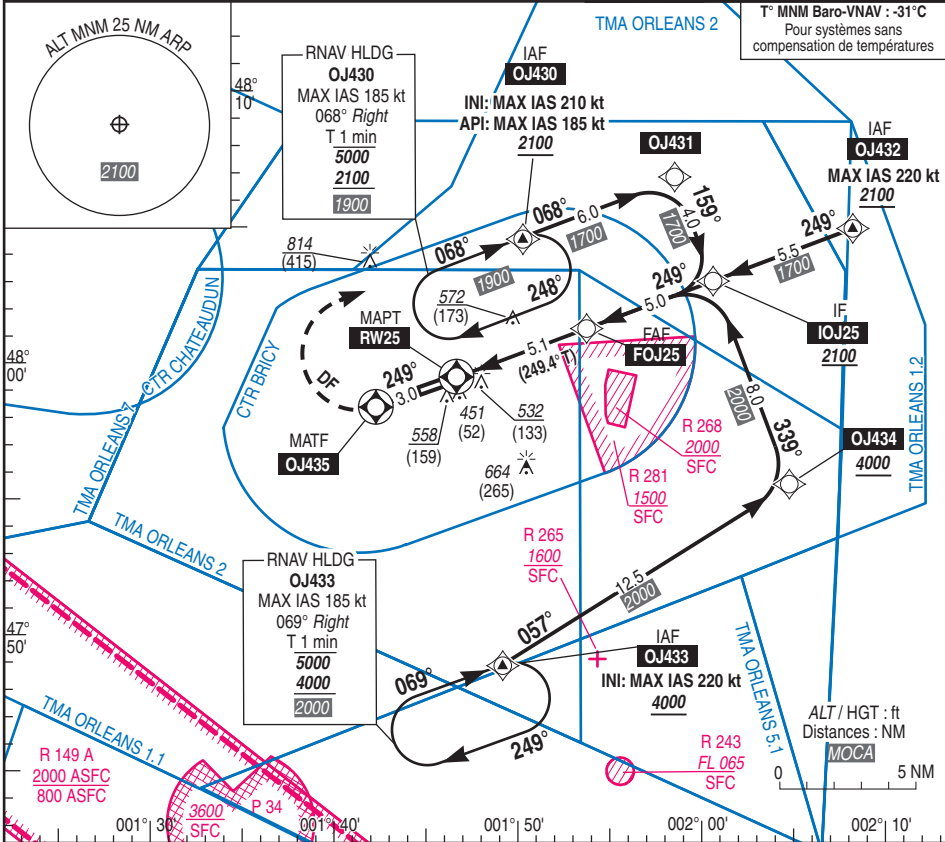 ALT MNM 25 NM ARP
2100
48°
10'
RNAV HLDG
OJ430
MAX IAS 185 kt
068° Right
T 1 min
5000
2100
1900
IAF
OJ430
INI: MAX IAS 210 kt
API: MAX IAS 185 kt
2100
TMA ORLEANS 2
T° MNM Baro-VNAV : -31°C
Pour systèmes sans
compensation de températures
OJ431
IAF
OJ432
MAX IAS 220 kt
2100
068°
6.0
1700
159°
4.0
1700
249°
5.5
1700
068°
1900
248°
814
(415)
572
(173)
249°
5.0
IF
IOJ25
2100
MAPT
RW25
FAF
FOJ25
5.1
(249.4° T)
48°
00'
TMA ORLEANS 7
CTR CHATEAUDUN
CTR BRICY
DF
249°
3.0
MATF
OJ435
558
(159)
451
(52)
532
(133)
664
(265)
R 268
2000
SFC
R 281
1500
SFC
8.0
2000
339°
OJ434
4000
TMA ORLEANS 1.2
TMA ORLEANS 2
R 265
1600
SFC
12.5
2000
057°
RNAV HLDG
OJ433
MAX IAS 185 kt
069° Right
T 1 min
5000
4000
2000
47°
50'
069°
249°
IAF
OJ433
INI: MAX IAS 220 kt
4000
TMA ORLEANS 5.1
ALT / HGT : ft
Distances : NM
MOCA
0 5 NM
TMA ORLEANS 1.1
R 149 A
2000 ASFC
800 ASFC
P 34
3600
SFC
R 243
FL 065
SFC
001° 30' 001° 40' 001° 50' 002° 00' 002° 10'